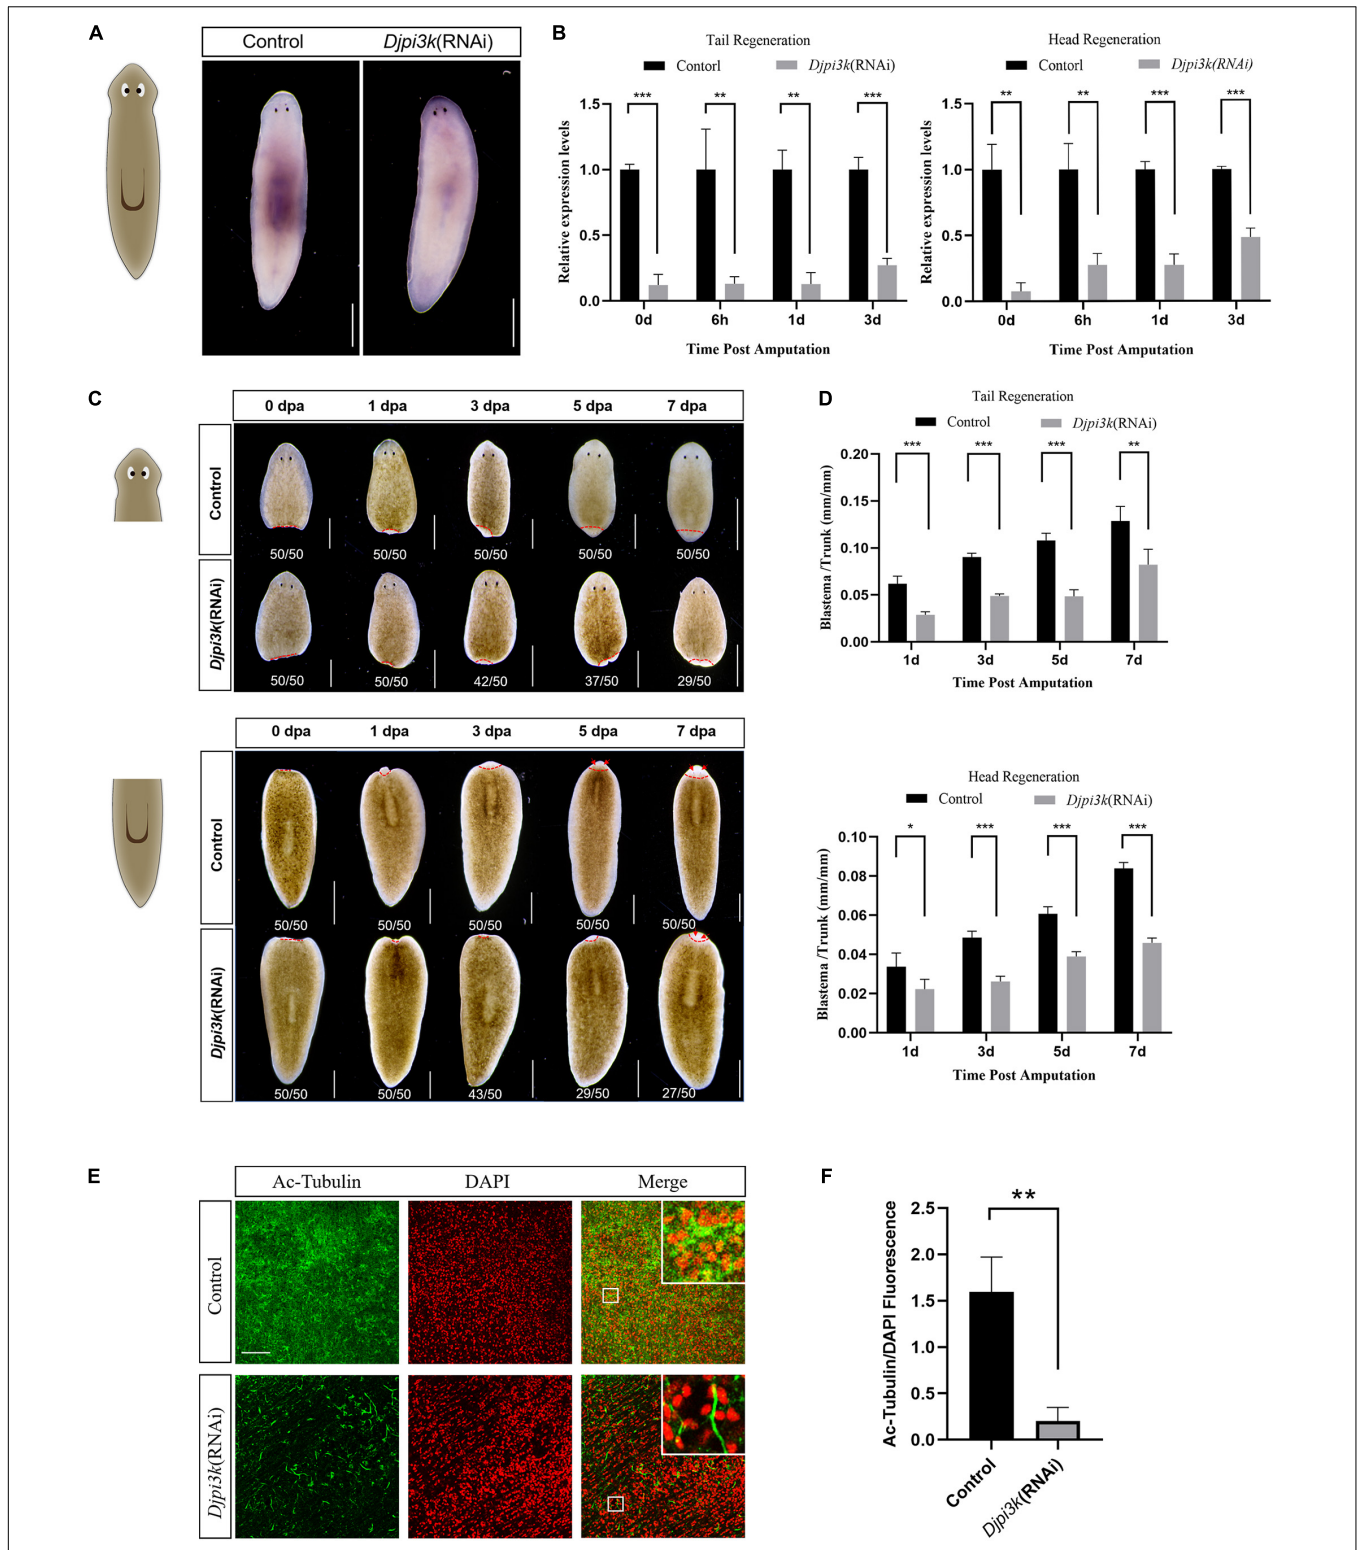 A
Control Djpi3k(RNAi)
B
Tail Regeneration
Contorl Djpi3k(RNAi)
Relative expression levels
1.5
1.0
0.5
0.0
*** ** ** ***
0d 6h 1d 3d
Time Post Amputation
Head Regeneration
Control Djpi3k(RNAi)
Relative expression levels
1.5
1.0
0.5
0.0
** ** *** ***
0d 6h 1d 3d
Time Post Amputation
C
0 dpa 1 dpa 3 dpa 5 dpa 7 dpa
Control
50/50 50/50 50/50 50/50 50/50
Djpi3k(RNAi)
50/50 50/50 42/50 37/50 29/50
0 dpa 1 dpa 3 dpa 5 dpa 7 dpa
Control
50/50 50/50 50/50 50/50 50/50
Djpi3k(RNAi)
50/50 50/50 43/50 29/50 27/50
D
Tail Regeneration
Control Djpi3k(RNAi)
Blastema /Trunk (mm/mm)
0.20
0.15
0.10
0.05
0.00
*** *** *** **
1d 3d 5d 7d
Time Post Amputation
Head Regeneration
Control Djpi3k(RNAi)
Blastema /Trunk (mm/mm)
0.10
0.08
0.06
0.04
0.02
0.00
* *** *** ***
1d 3d 5d 7d
Time Post Amputation
E
Ac-Tubulin DAPI Merge
Control
Djpi3k(RNAi)
F
Ac-Tubulin/DAPI Fluorescence
2.5
2.0
1.5
1.0
0.5
0.0
**
Control
Djpi3k(RNAi)